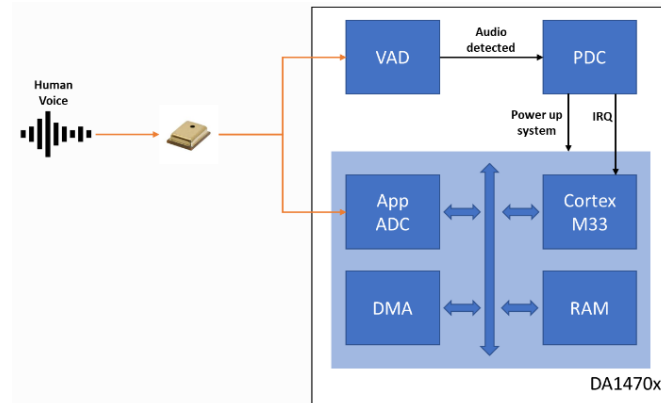 Human
Voice
VAD
Audio
detected
PDC
Power up
system
IRQ
App
ADC
Cortex
M33
DMA
RAM
DA1470x